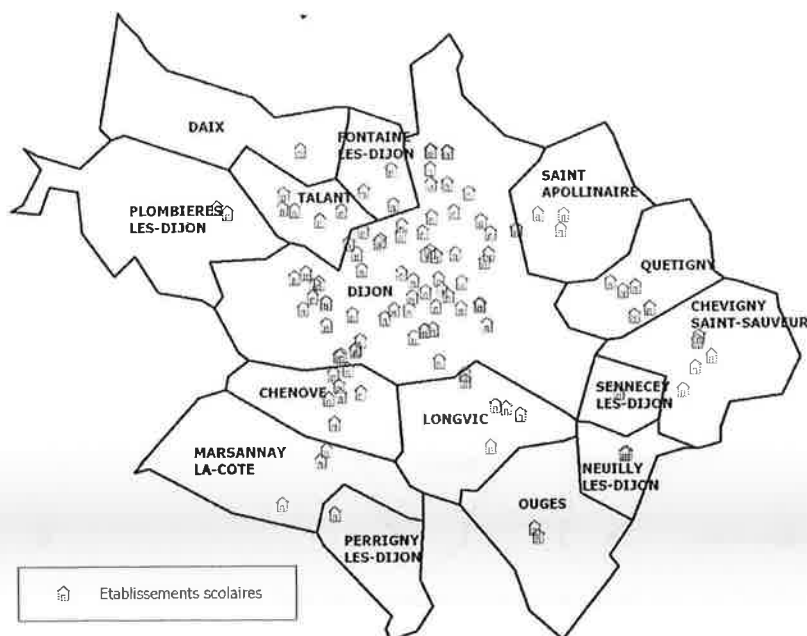 DAIX
FONTAINE
LES-DIJON
SAINT
APOLLINAIRE
TALANT
PLOMBIERES
LES-DIJON
QUETIGNY
DIJON
CHEVIGNY
SAINT-SAUVEUR
CHENOVE
SENNECEY
LES-DIJON
LONGVIC
MARSANNAY
LA-COTE
NEUILLY
LES-DIJON
OUGES
PERRIGNY
LES-DIJON
Etablissements scolaires